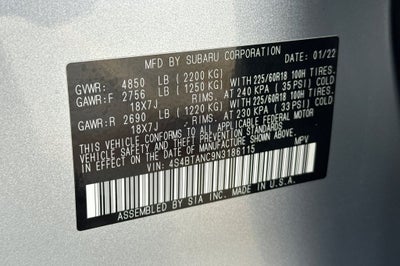 MFD. BY SUBARU CORPORATION DATE: 01/22
GVWR: 4850 LB (2200 KG)
GAWR:F 2756 LB (1250 KG) WITH 225/60R18 100H TIRES,
18X7J RIMS, AT 240 KPA (35 PSI) COLD
GAWR:R 2690 LB (1220 KG) WITH 225/60R18 100H TIRES,
18X7J RIMS, AT 230 KPA (33 PSI) COLD
THIS VEHICLE CONFORMS TO ALL APPLICABLE FEDERAL MOTOR
VEHICLE SAFETY AND THEFT PREVENTION STANDARDS IN
EFFECT ON THE DATE OF MANUFACTURE SHOWN ABOVE.
VIN: 4S4BTANC9N3186115 MPV
ASSEMBLED BY SIA INC. MADE IN U.S.A.